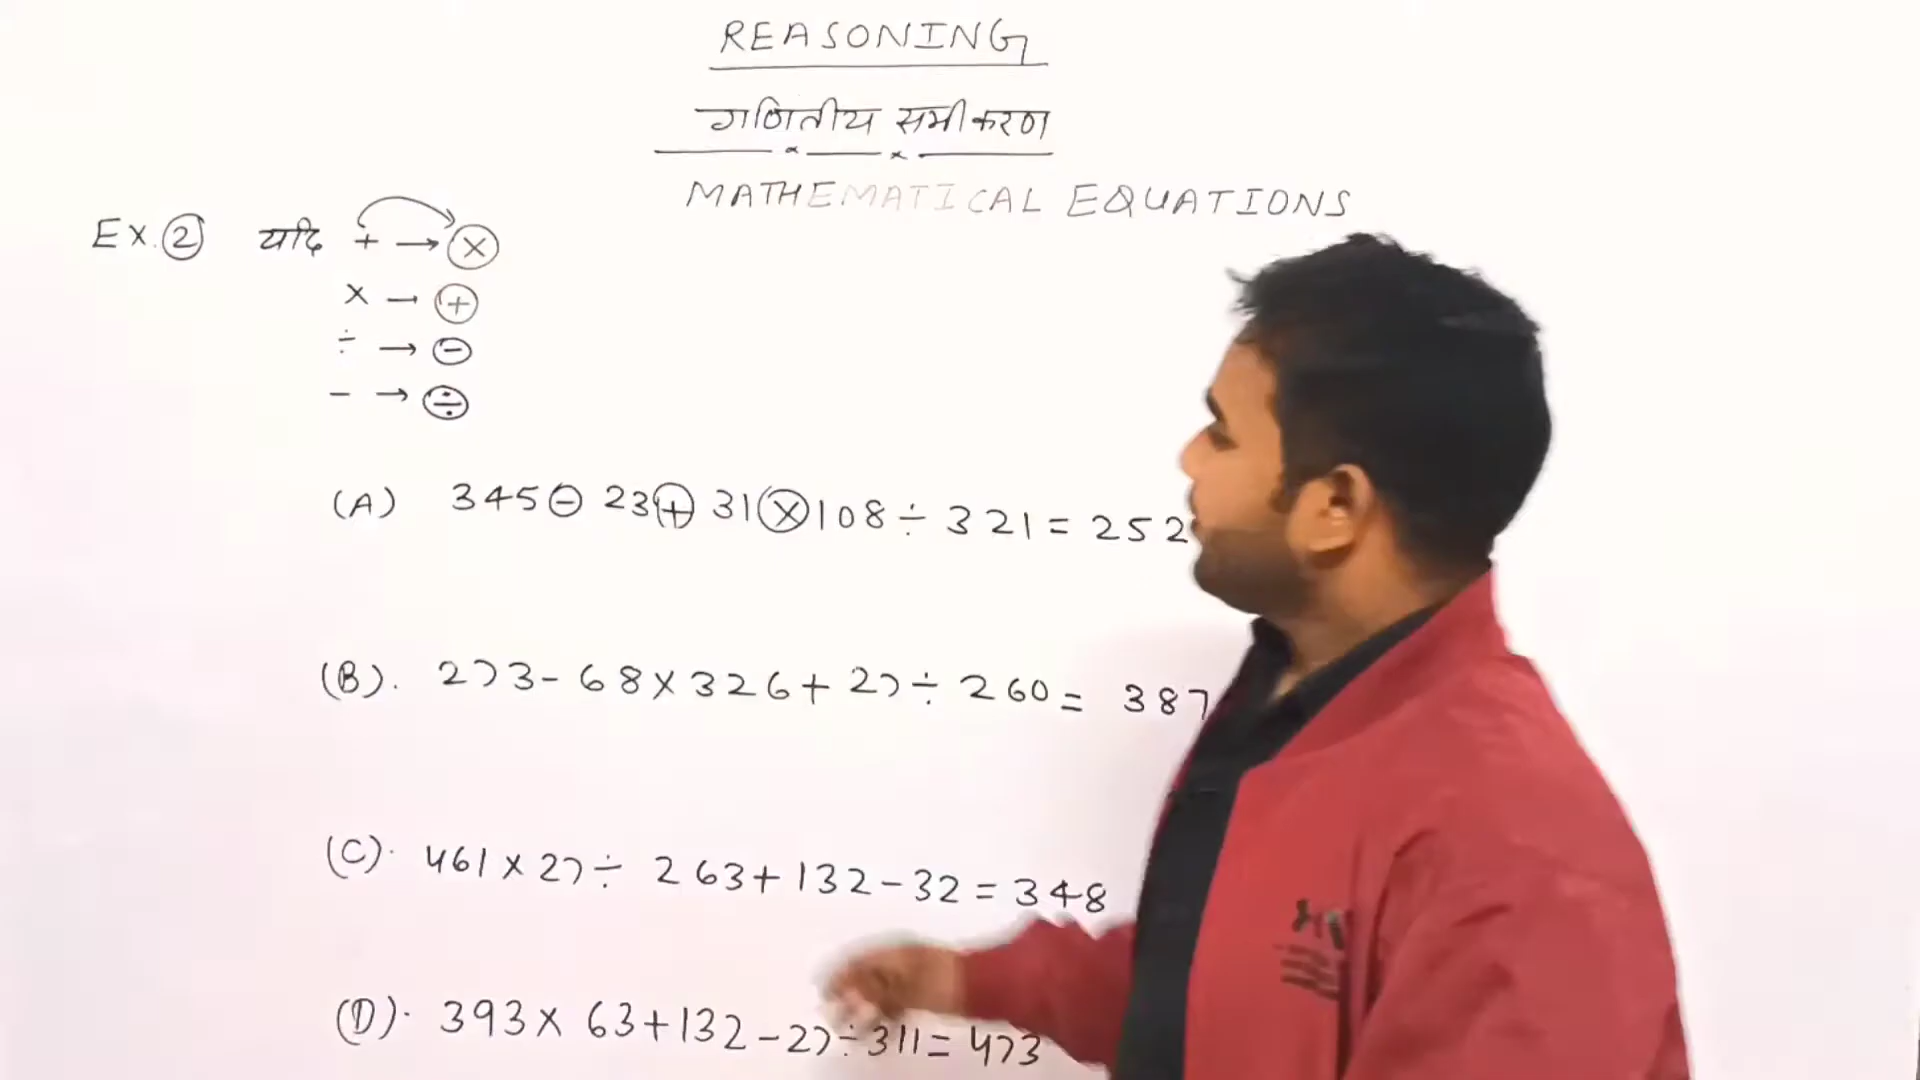 REASONING
गणितीय समीकरण
MATHEMATICAL EQUATIONS
Ex. ② यदि + → ×
× → +
÷ → -
- → ÷
(A) 345 - 23 + 31 × 108 ÷ 321 = 252
(B). 273 - 68 × 326 + 27 ÷ 260 = 387
(C). 461 × 27 ÷ 263 + 132 - 32 = 348
(D). 393 × 63 + 132 - 27 ÷ 311 = 473